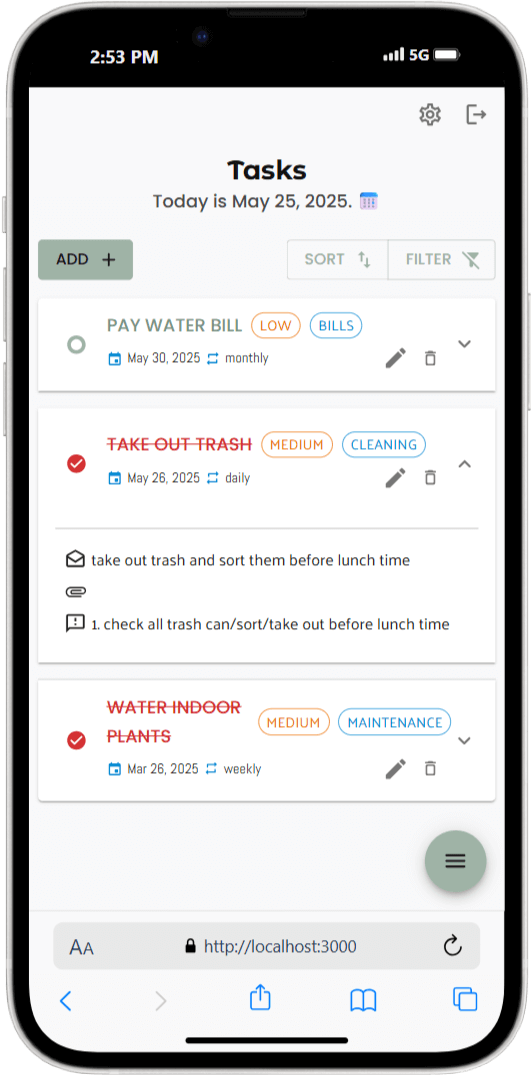 2:53 PM 5G
Tasks
Today is May 25, 2025.
ADD + SORT FILTER
PAY WATER BILL LOW BILLS
May 30, 2025 monthly
TAKE OUT TRASH MEDIUM CLEANING
May 26, 2025 daily
take out trash and sort them before lunch time
1. check all trash can/sort/take out before lunch time
WATER INDOOR
PLANTS MEDIUM MAINTENANCE
Mar 26, 2025 weekly
AA http://localhost:3000